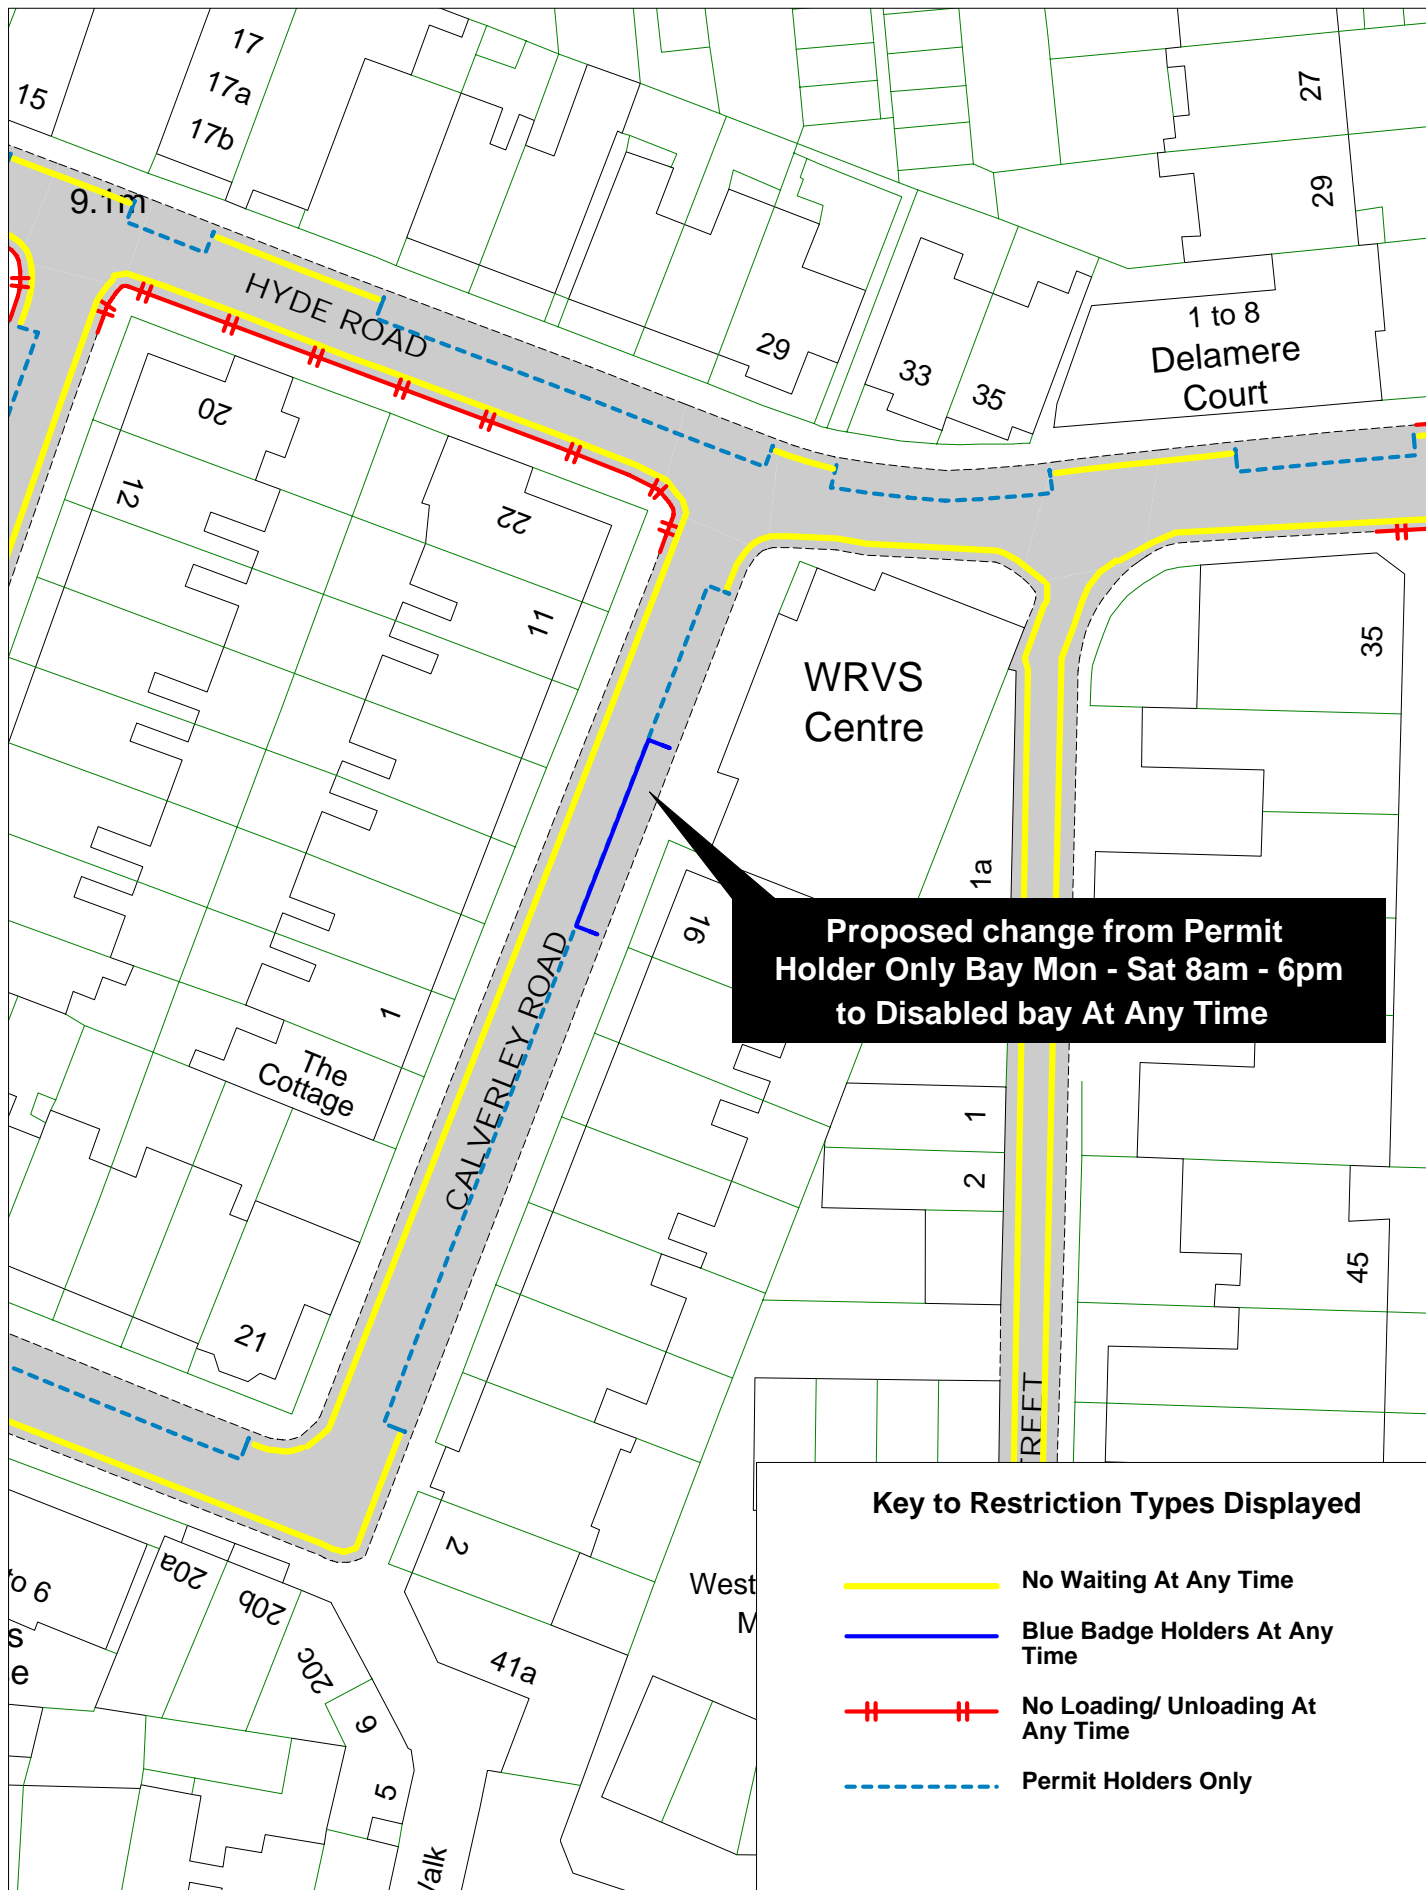 17
17a
17b
15
27
29
9.1m
HYDE ROAD
1 to 8
Delamere
Court
29
33
35
20
12
22
11
35
WRVS
Centre
1a
16
Proposed change from Permit
Holder Only Bay Mon - Sat 8am - 6pm
to Disabled bay At Any Time
CALVERLEY ROAD
1
The
Cottage
1
2
45
21
REET
Key to Restriction Types Displayed
No Waiting At Any Time
Blue Badge Holders At Any
Time
No Loading/ Unloading At
Any Time
Permit Holders Only
2
West
M
to 9
s
e
20a
20b
20c
41a
6
5
Walk